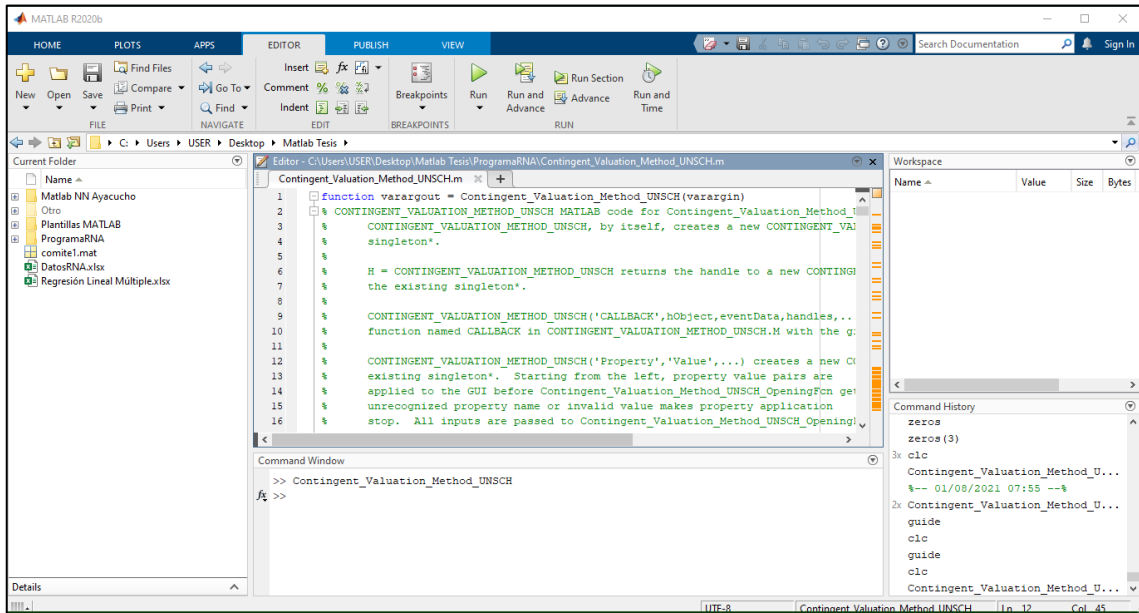 MATLAB R2020b
HOME PLOTS APPS EDITOR PUBLISH VIEW Search Documentation Sign In
New Open Save Find Files Compare Print
FILE
Go To Find
NAVIGATE
Insert fx
Comment %
Indent
EDIT
Breakpoints
BREAKPOINTS
Run Run and Advance Run Section Advance Run and Time
RUN
C: Users USER Desktop Matlab Tesis
Current Folder
Name
Matlab NN Ayacucho
Otro
Plantillas MATLAB
ProgramaRNA
comite1.mat
DatosRNA.xlsx
Regresión Lineal Múltiple.xlsx
Details
Editor - C:\Users\USER\Desktop\Matlab Tesis\ProgramaRNA\Contingent_Valuation_Method_UNSCH.m
Contingent_Valuation_Method_UNSCH.m
1 function varargout = Contingent_Valuation_Method_UNSCH(varargin)
2 % CONTINGENT_VALUATION_METHOD_UNSCH MATLAB code for Contingent_Valuation_Method_U
3 % CONTINGENT_VALUATION_METHOD_UNSCH, by itself, creates a new CONTINGENT_VAL
4 % singleton*.
5 %
6 % H = CONTINGENT_VALUATION_METHOD_UNSCH returns the handle to a new CONTINGE
7 % the existing singleton*.
8 %
9 % CONTINGENT_VALUATION_METHOD_UNSCH('CALLBACK',hObject,eventData,handles,..
10 % function named CALLBACK in CONTINGENT_VALUATION_METHOD_UNSCH.M with the gi
11 %
12 % CONTINGENT_VALUATION_METHOD_UNSCH('Property','Value',...) creates a new CO
13 % existing singleton*. Starting from the left, property value pairs are
14 % applied to the GUI before Contingent_Valuation_Method_UNSCH_OpeningFcn get
15 % unrecognized property name or invalid value makes property application
16 % stop. All inputs are passed to Contingent_Valuation_Method_UNSCH_Opening
Command Window
>> Contingent_Valuation_Method_UNSCH
fx >>
Workspace
Name Value Size Bytes
Command History
zeros
zeros(3)
3x clc
Contingent_Valuation_Method_U...
%-- 01/08/2021 07:55 --%
2x Contingent_Valuation_Method_U...
guide
clc
guide
clc
Contingent_Valuation_Method_U...
UTF-8 Contingent_Valuation_Method_UNSCH Ln 12 Col 45